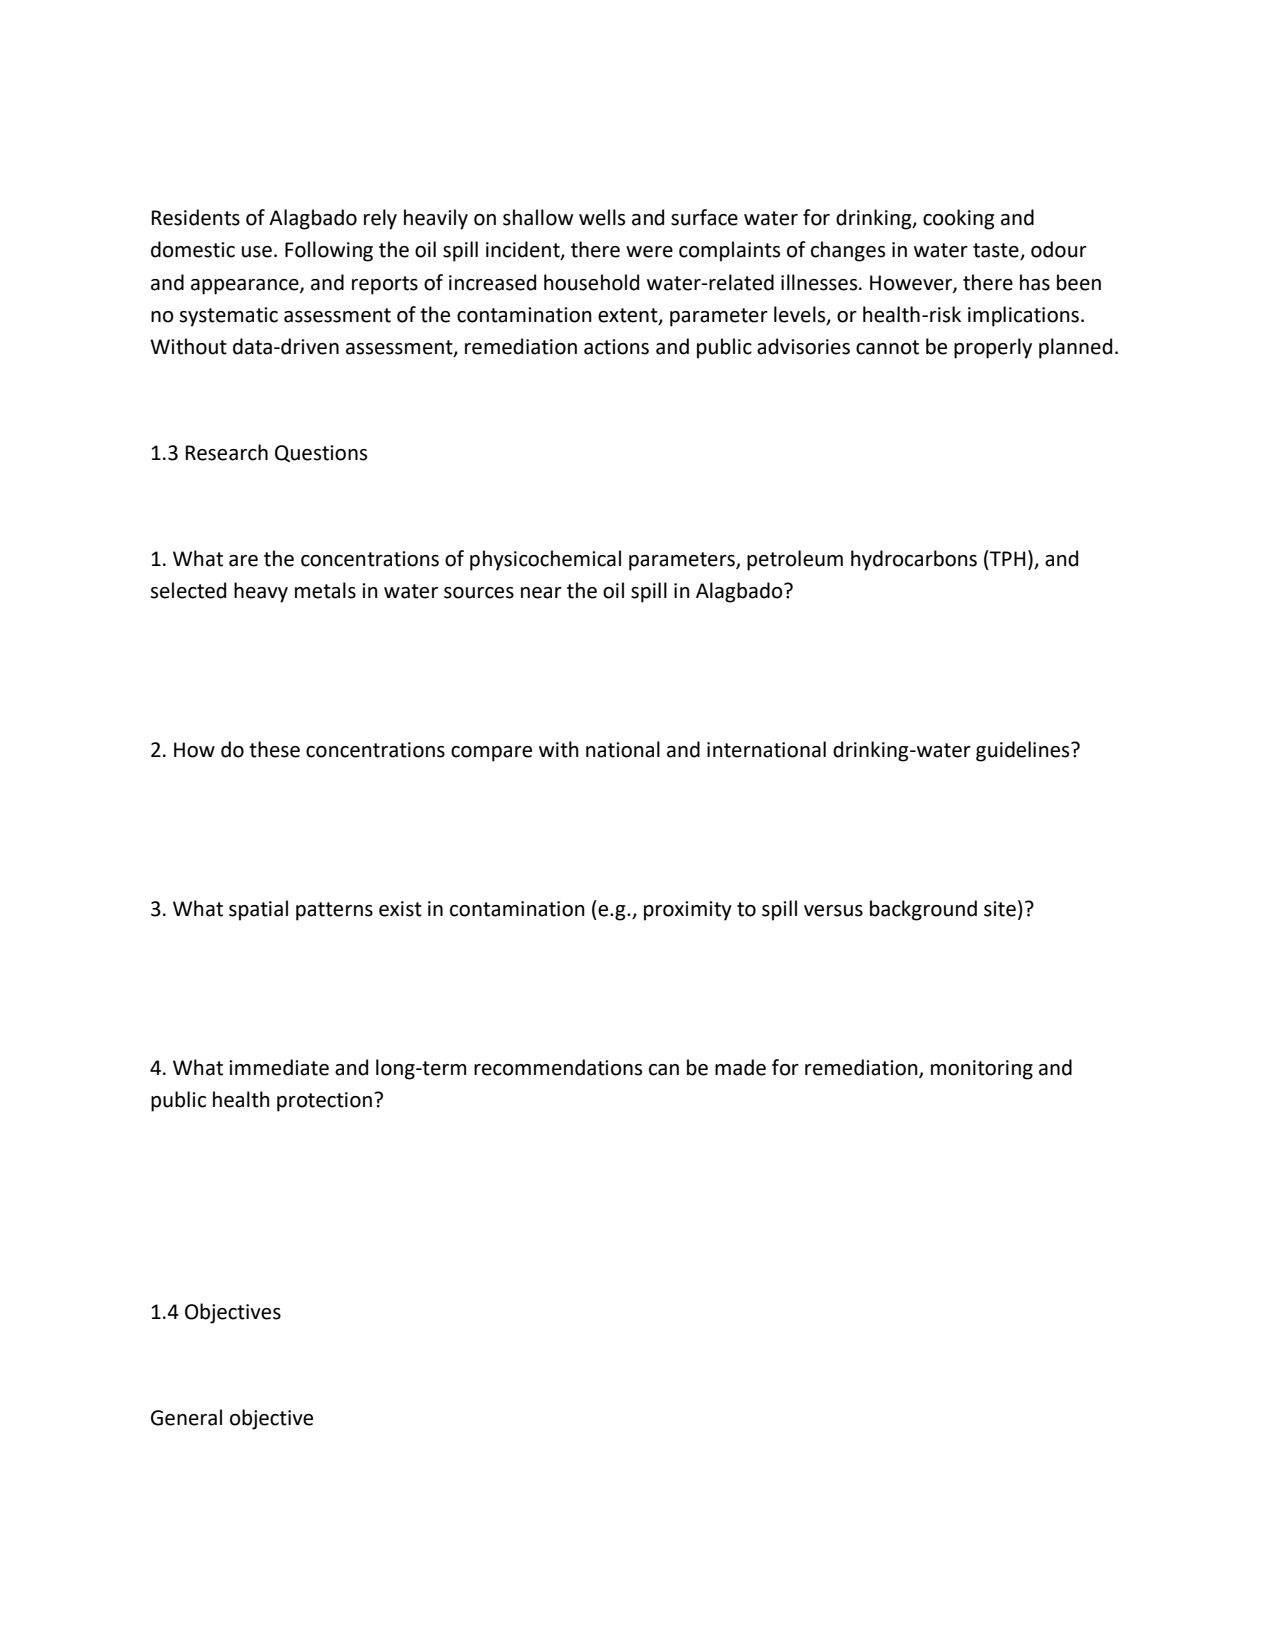 Residents of Alagbado rely heavily on shallow wells and surface water for drinking, cooking and
domestic use. Following the oil spill incident, there were complaints of changes in water taste, odour
and appearance, and reports of increased household water-related illnesses. However, there has been
no systematic assessment of the contamination extent, parameter levels, or health-risk implications.
Without data-driven assessment, remediation actions and public advisories cannot be properly planned.
1.3 Research Questions
1. What are the concentrations of physicochemical parameters, petroleum hydrocarbons (TPH), and
selected heavy metals in water sources near the oil spill in Alagbado?
2. How do these concentrations compare with national and international drinking-water guidelines?
3. What spatial patterns exist in contamination (e.g., proximity to spill versus background site)?
4. What immediate and long-term recommendations can be made for remediation, monitoring and
public health protection?
1.4 Objectives
General objective